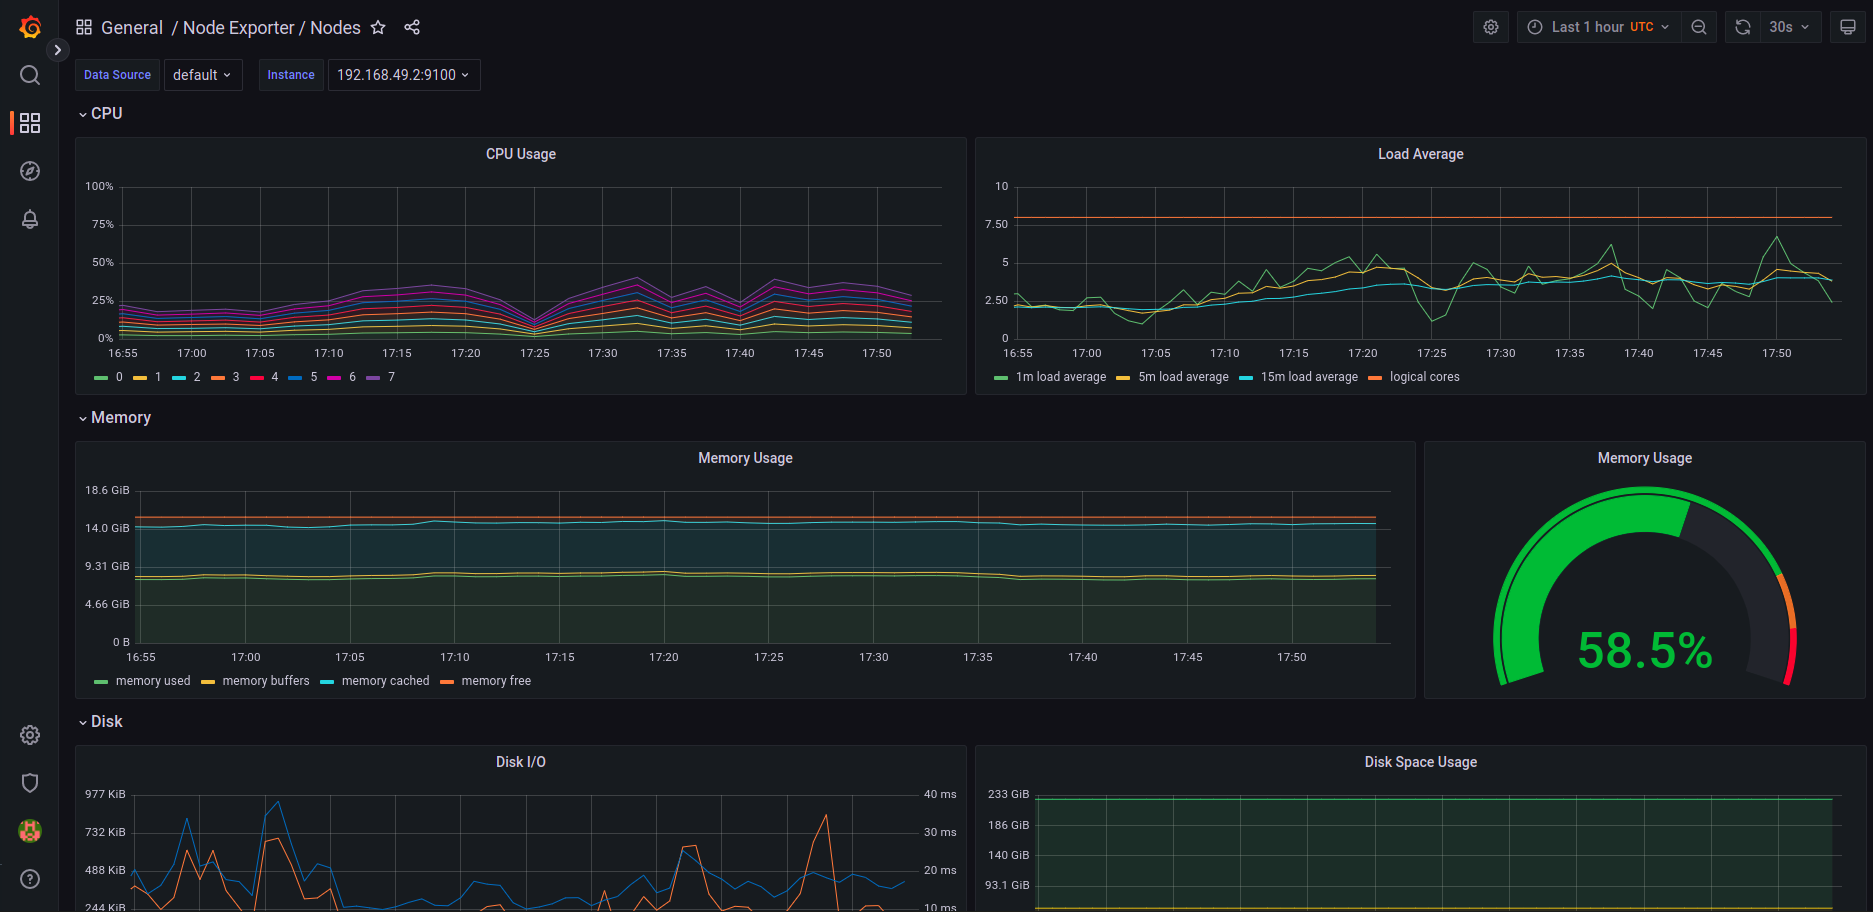 General / Node Exporter / Nodes
Last 1 hour UTC
30s
Data Source default
Instance 192.168.49.2:9100
CPU
CPU Usage
100%
75%
50%
25%
0%
16:55 17:00 17:05 17:10 17:15 17:20 17:25 17:30 17:35 17:40 17:45 17:50
0 1 2 3 4 5 6 7
Load Average
10
7.50
5
2.50
0
16:55 17:00 17:05 17:10 17:15 17:20 17:25 17:30 17:35 17:40 17:45 17:50
1m load average 5m load average 15m load average logical cores
Memory
Memory Usage
18.6 GiB
14.0 GiB
9.31 GiB
4.66 GiB
0 B
16:55 17:00 17:05 17:10 17:15 17:20 17:25 17:30 17:35 17:40 17:45 17:50
memory used memory buffers memory cached memory free
Memory Usage
58.5%
Disk
Disk I/O
977 KiB
732 KiB
488 KiB
244 KiB
40 ms
30 ms
20 ms
10 ms
Disk Space Usage
233 GiB
186 GiB
140 GiB
93.1 GiB